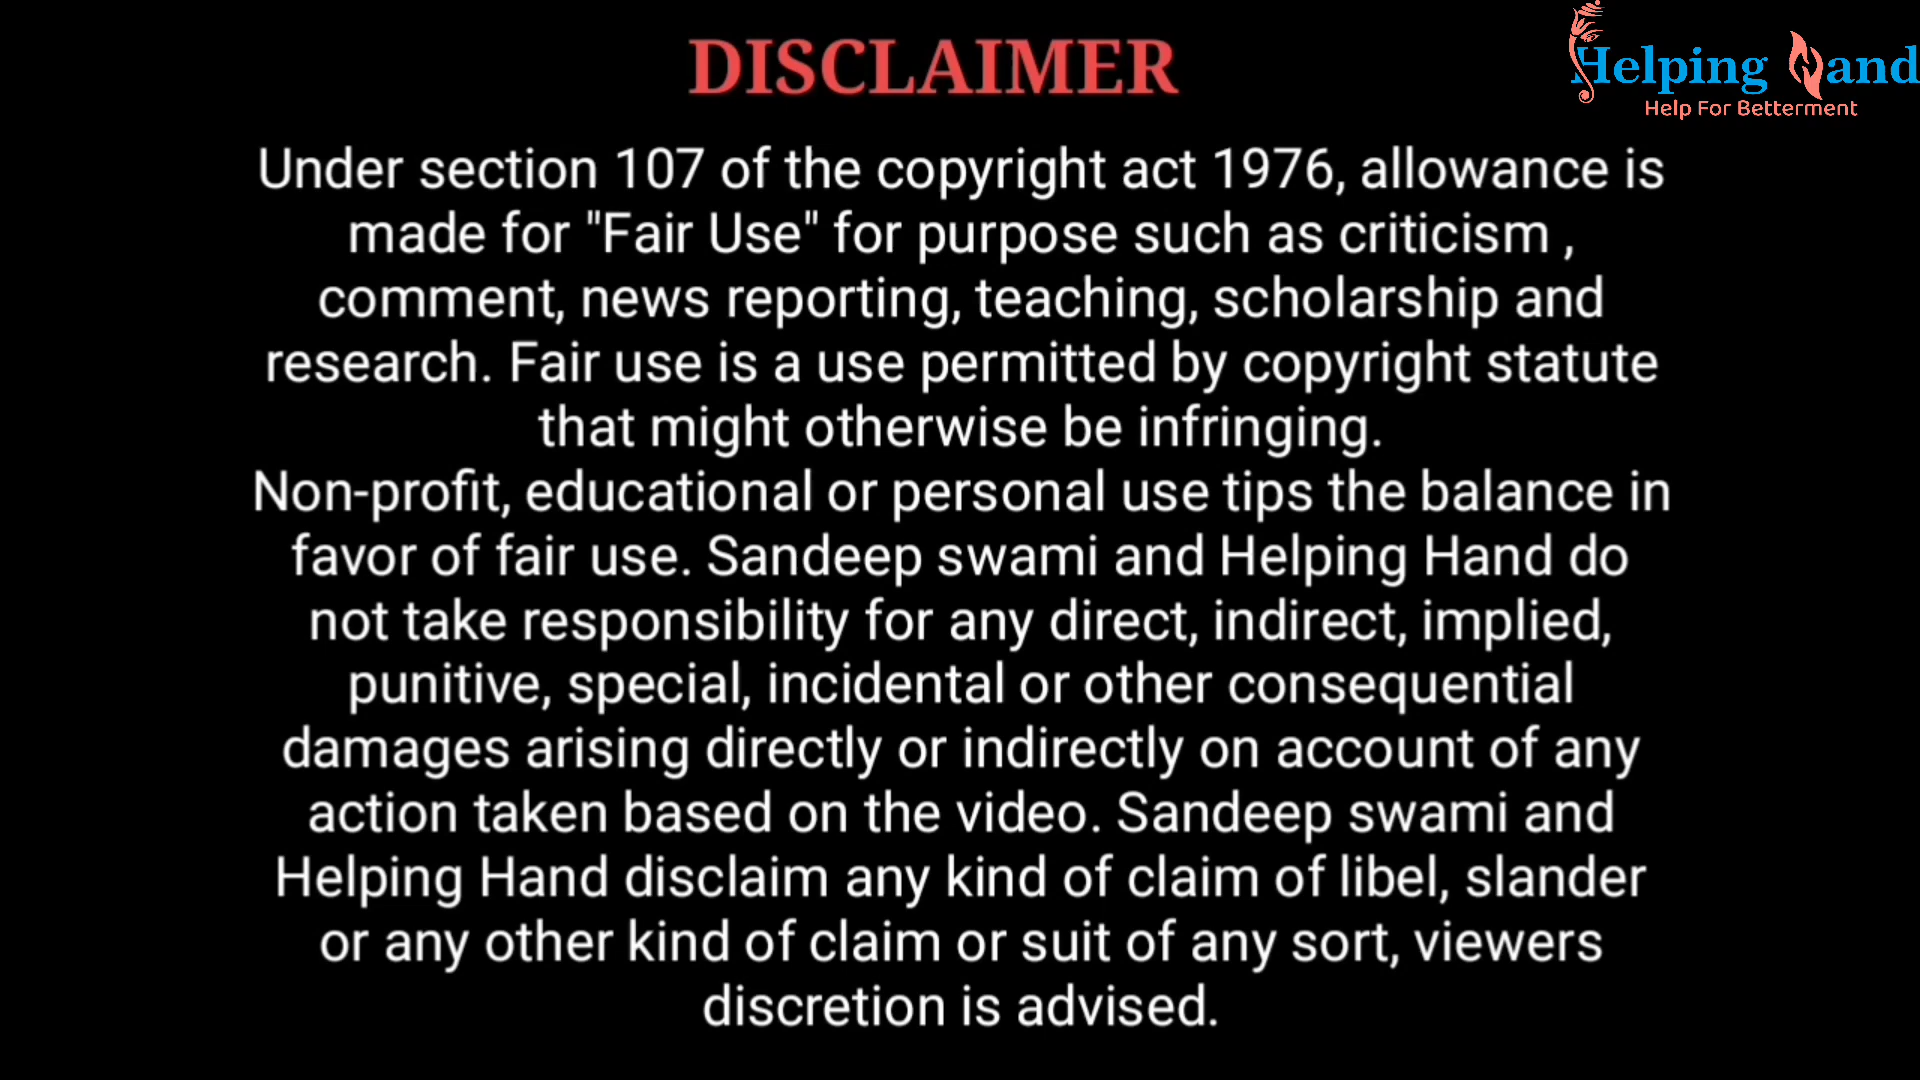 DISCLAIMER
Helping Hand
Help For Betterment
Under section 107 of the copyright act 1976, allowance is
made for "Fair Use" for purpose such as criticism ,
comment, news reporting, teaching, scholarship and
research. Fair use is a use permitted by copyright statute
that might otherwise be infringing.
Non-profit, educational or personal use tips the balance in
favor of fair use. Sandeep swami and Helping Hand do
not take responsibility for any direct, indirect, implied,
punitive, special, incidental or other consequential
damages arising directly or indirectly on account of any
action taken based on the video. Sandeep swami and
Helping Hand disclaim any kind of claim of libel, slander
or any other kind of claim or suit of any sort, viewers
discretion is advised.